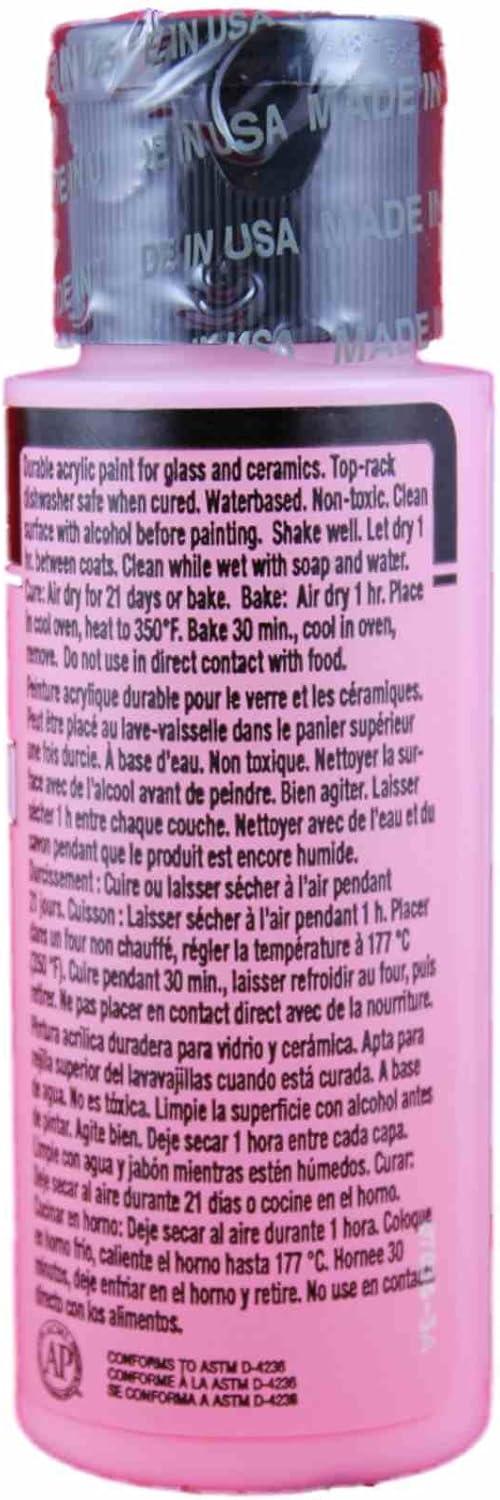 MADE IN USA
MADE IN USA
DE IN USA
MADE IN
MADE IN
MADE
Durable acrylic paint for glass and ceramics. Top-rack
dishwasher safe when cured. Waterbased. Non-toxic. Clean
surface with alcohol before painting. Shake well. Let dry 1
hr. between coats. Clean while wet with soap and water.
Cure: Air dry for 21 days or bake. Bake: Air dry 1 hr. Place
in cool oven, heat to 350°F. Bake 30 min., cool in oven,
remove. Do not use in direct contact with food.
Peinture acrylique durable pour le verre et les céramiques.
Peut être placé au lave-vaisselle dans le panier supérieur
une fois durcie. À base d'eau. Non toxique. Nettoyer la sur-
face avec de l'alcool avant de peindre. Bien agiter. Laisser
sécher 1 h entre chaque couche. Nettoyer avec de l'eau et du
savon pendant que le produit est encore humide.
Durcissement : Cuire ou laisser sécher à l'air pendant
21 jours. Cuisson : Laisser sécher à l'air pendant 1 h. Placer
dans un four non chauffé, régler la température à 177 °C
(350 °F). Cuire pendant 30 min., laisser refroidir au four, puis
retirer. Ne pas placer en contact direct avec de la nourriture.
Pintura acrílica duradera para vidrio y cerámica. Apta para
rejilla superior del lavavajillas cuando está curada. A base
de agua. No es tóxica. Limpie la superficie con alcohol antes
de pintar. Agite bien. Deje secar 1 hora entre cada capa.
Limpie con agua y jabón mientras estén húmedos. Curar:
Deje secar al aire durante 21 días o cocine en el horno.
Cocinar en horno: Deje secar al aire durante 1 hora. Coloque
en horno frío, caliente el horno hasta 177 °C. Hornee 30
minutos, deje enfriar en el horno y retire. No use en contacto
directo con los alimentos.
AP
CONFORMS TO ASTM D-4236
CONFORME À LA ASTM D-4236
SE CONFORMA A ASTM D-4236